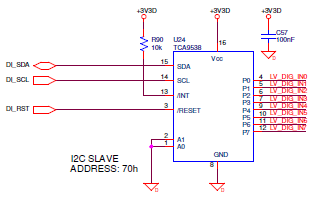 +3V3D
+3V3D
+3V3D
R90
10k
U24
TCA9538
C57
100nF
16
Vcc
DI_SDA
15
SDA
DI_SCL
14
SCL
13
/INT
DI_RST
3
/RESET
2
A1
1
A0
P0
4
LV_DIG_IN0
P1
5
LV_DIG_IN1
P2
6
LV_DIG_IN2
P3
7
LV_DIG_IN3
P4
9
LV_DIG_IN4
P5
10
LV_DIG_IN5
P6
11
LV_DIG_IN6
P7
12
LV_DIG_IN7
GND
8
I2C SLAVE
ADDRESS: 70h
D
D
D